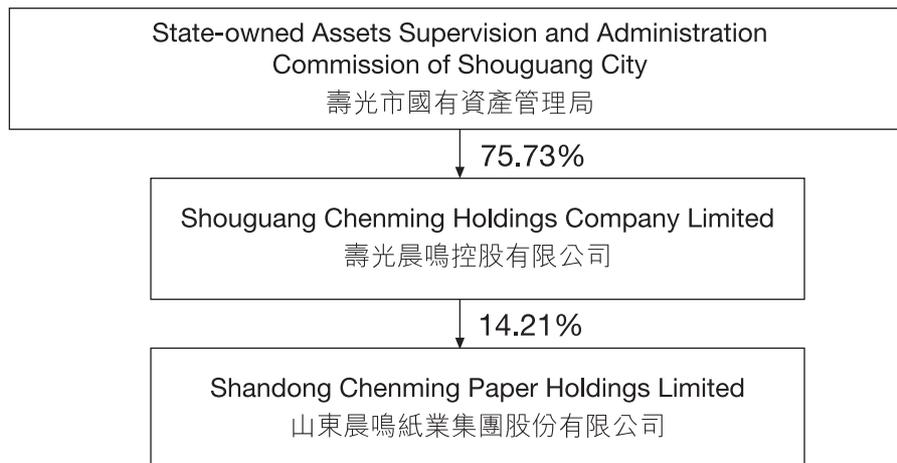 State-owned Assets Supervision and Administration
Commission of Shouguang City
壽光市國有資產管理局
75.73%
Shouguang Chenming Holdings Company Limited
壽光晨鳴控股有限公司
14.21%
Shandong Chenming Paper Holdings Limited
山東晨鳴紙業集團股份有限公司